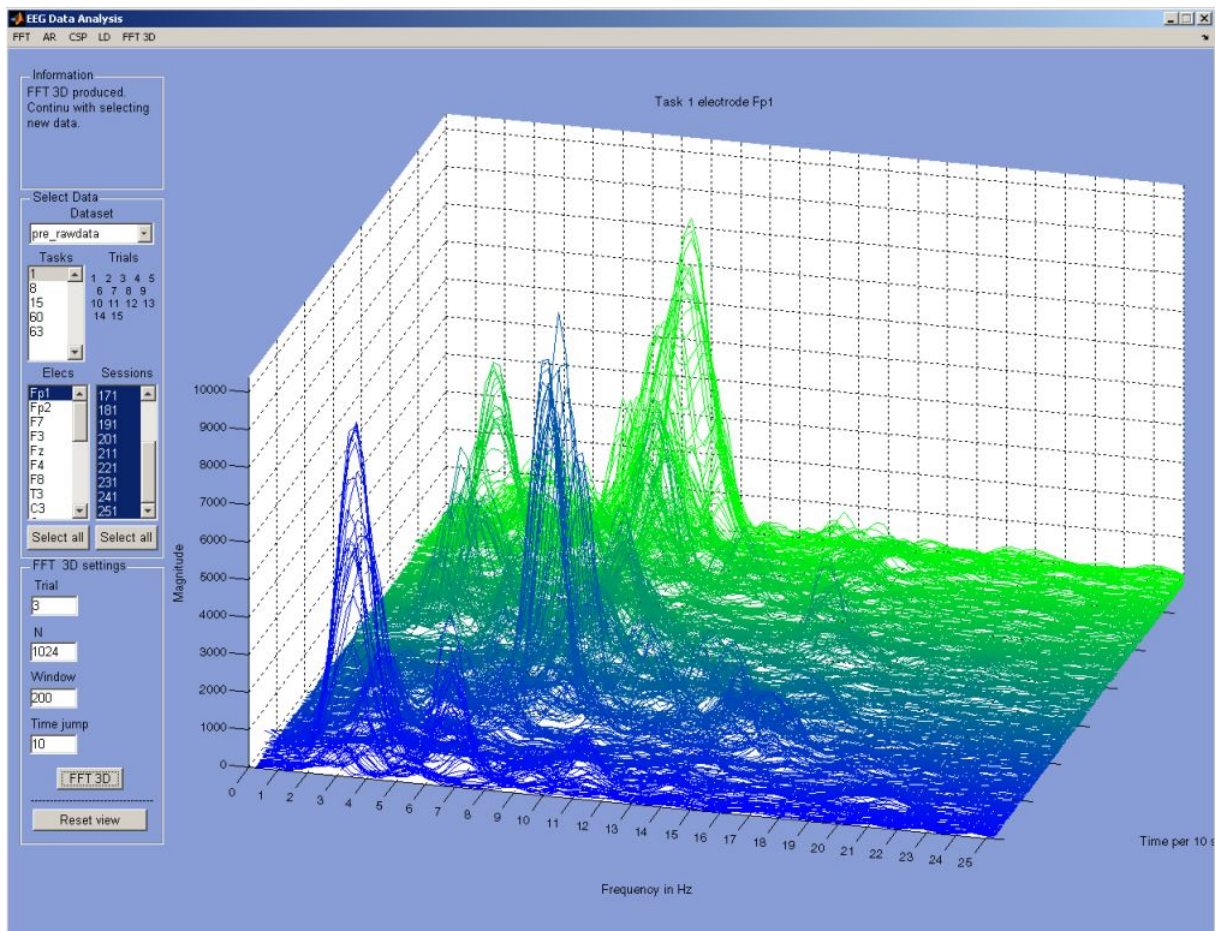 EEG Data Analysis
FFT AR CSP LD FFT 3D
Information
FFT 3D produced.
Continu with selecting
new data.
Select Data
Dataset
pre_rawdata
Tasks
1
8
15
60
63
Trials
1 2 3 4 5
6 7 8 9
10 11 12 13
14 15
Elecs
Fp1
Fp2
F7
F3
Fz
F4
F8
T3
C3
Sessions
171
181
191
201
211
221
231
241
251
Select all
Select all
FFT 3D settings
Trial
3
N
1024
Window
200
Time jump
10
FFT 3D
Reset view
Task 1 electrode Fp1
10000
9000
8000
7000
6000
5000
4000
3000
2000
1000
0
Magnitude
0 1 2 3 4 5 6 7 8 9 10 11 12 13 14 15 16 17 18 19 20 21 22 23 24 25
Frequency in Hz
Time per 10 s